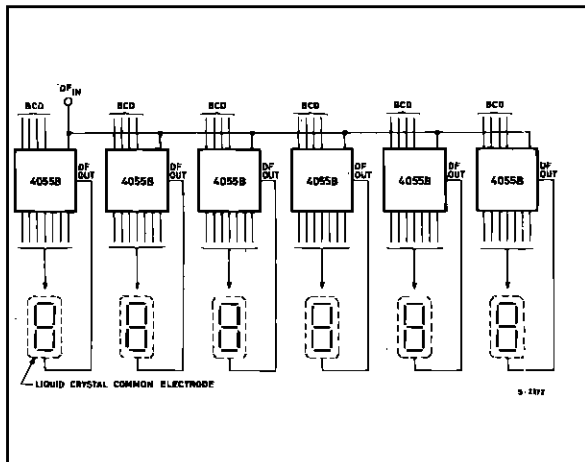 DF IN
BCD BCD BCD BCD BCD BCD
4055B DF OUT 4055B DF OUT 4055B DF OUT 4055B DF OUT 4055B DF OUT 4055B DF OUT
LIQUID CRYSTAL COMMON ELECTRODE